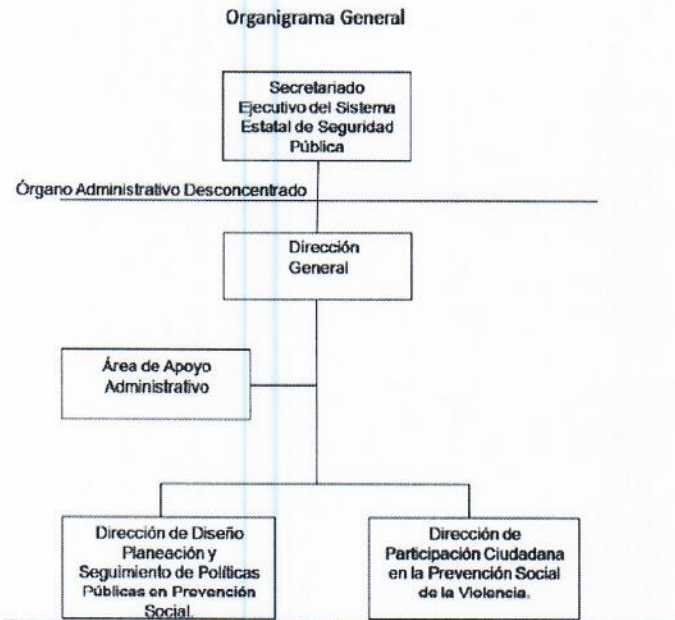 Organigrama General
Secretariado
Ejecutivo del Sistema
Estatal de Seguridad
Pública
Órgano Administrativo Desconcentrado
Dirección
General
Área de Apoyo
Administrativo
Dirección de Diseño
Planeación y
Seguimiento de Políticas
Públicas en Prevención
Social.
Dirección de
Participación Ciudadana
en la Prevención Social
de la Violencia.